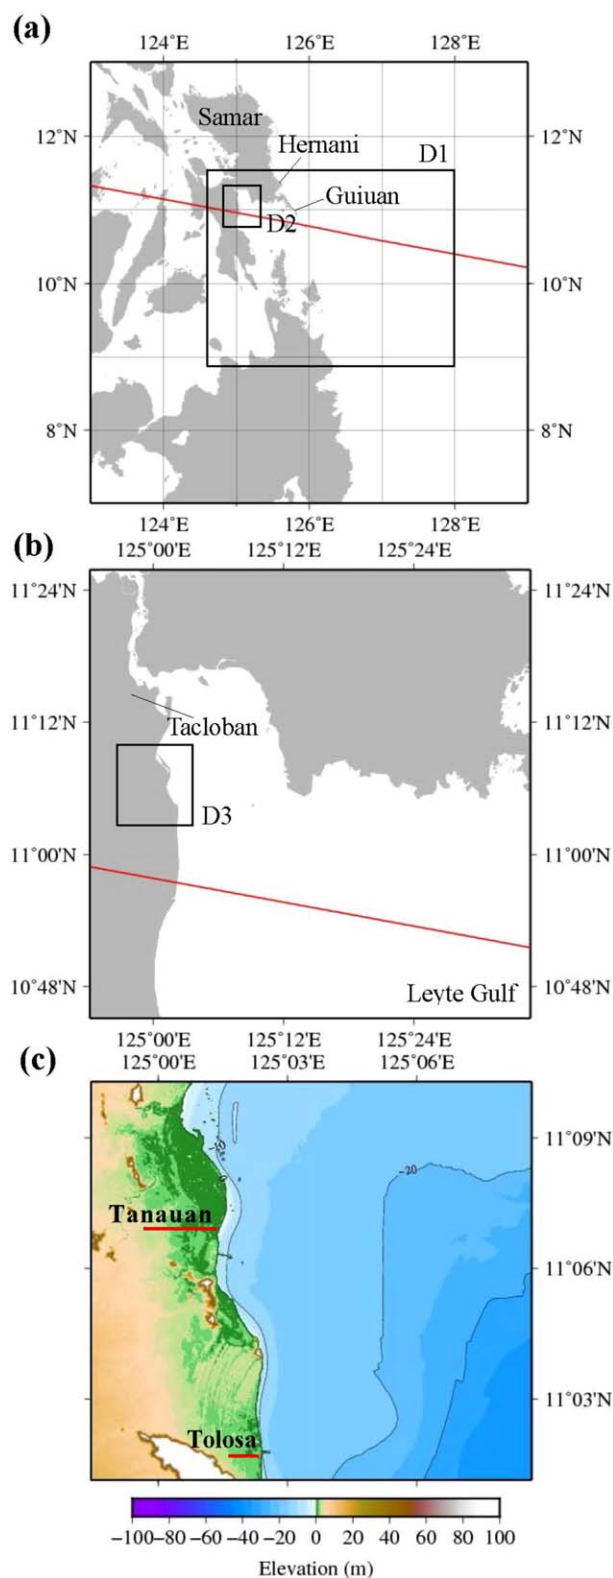 (a)
124°E 126°E 128°E
12°N 12°N
Samar
Hernani
D1
Guiuan
D2
10°N 10°N
8°N 8°N
124°E 126°E 128°E
(b)
125°00'E 125°12'E 125°24'E
11°24'N 11°24'N
11°12'N 11°12'N
Tacloban
D3
11°00'N 11°00'N
10°48'N 10°48'N
Leyte Gulf
125°00'E 125°12'E 125°24'E
(c)
125°00'E 125°03'E 125°06'E
11°09'N
−10
−20
0
Tanauan
11°06'N
11°03'N
Tolosa
−100 −80 −60 −40 −20 0 20 40 60 80 100
Elevation (m)